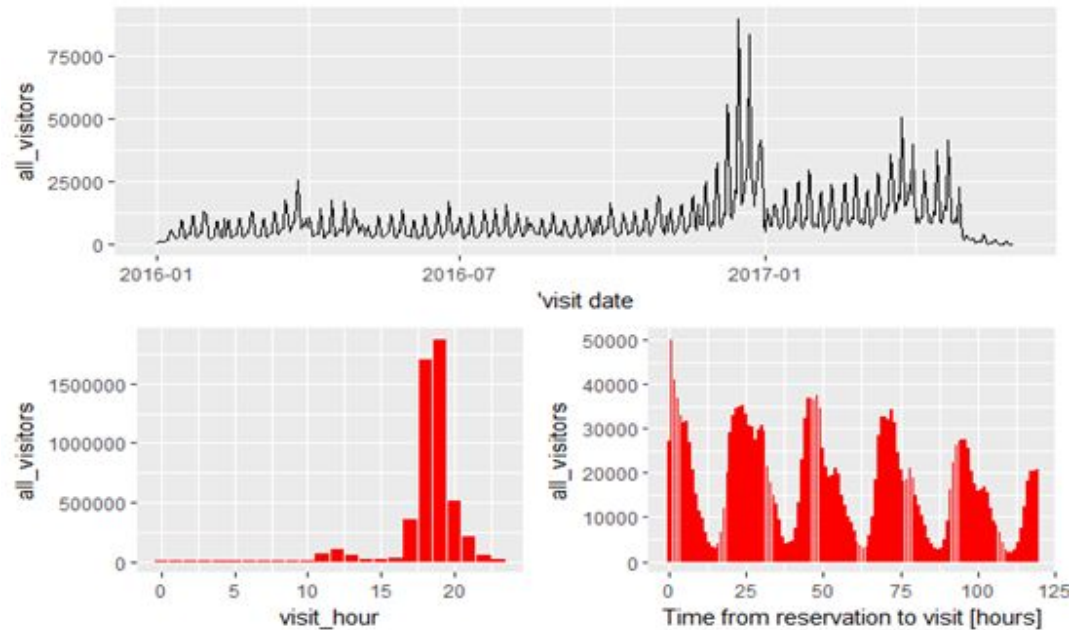 75000
50000
25000
0
all_visitors
2016-01 2016-07 2017-01
'visit date
1500000
1000000
500000
0
all_visitors
0 5 10 15 20
visit_hour
50000
40000
30000
20000
10000
0
all_visitors
0 25 50 75 100 125
Time from reservation to visit [hours]